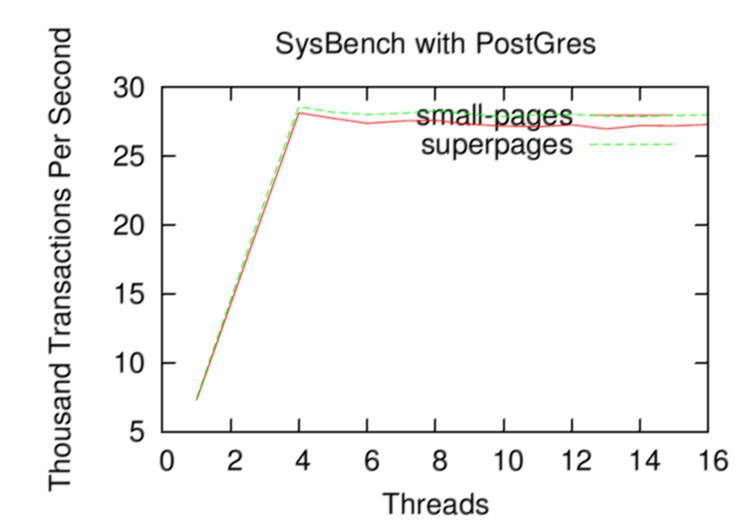 SysBench with PostGres
Thousand Transactions Per Second
30
25
20
15
10
5
small-pages
superpages
0 2 4 6 8 10 12 14 16
Threads